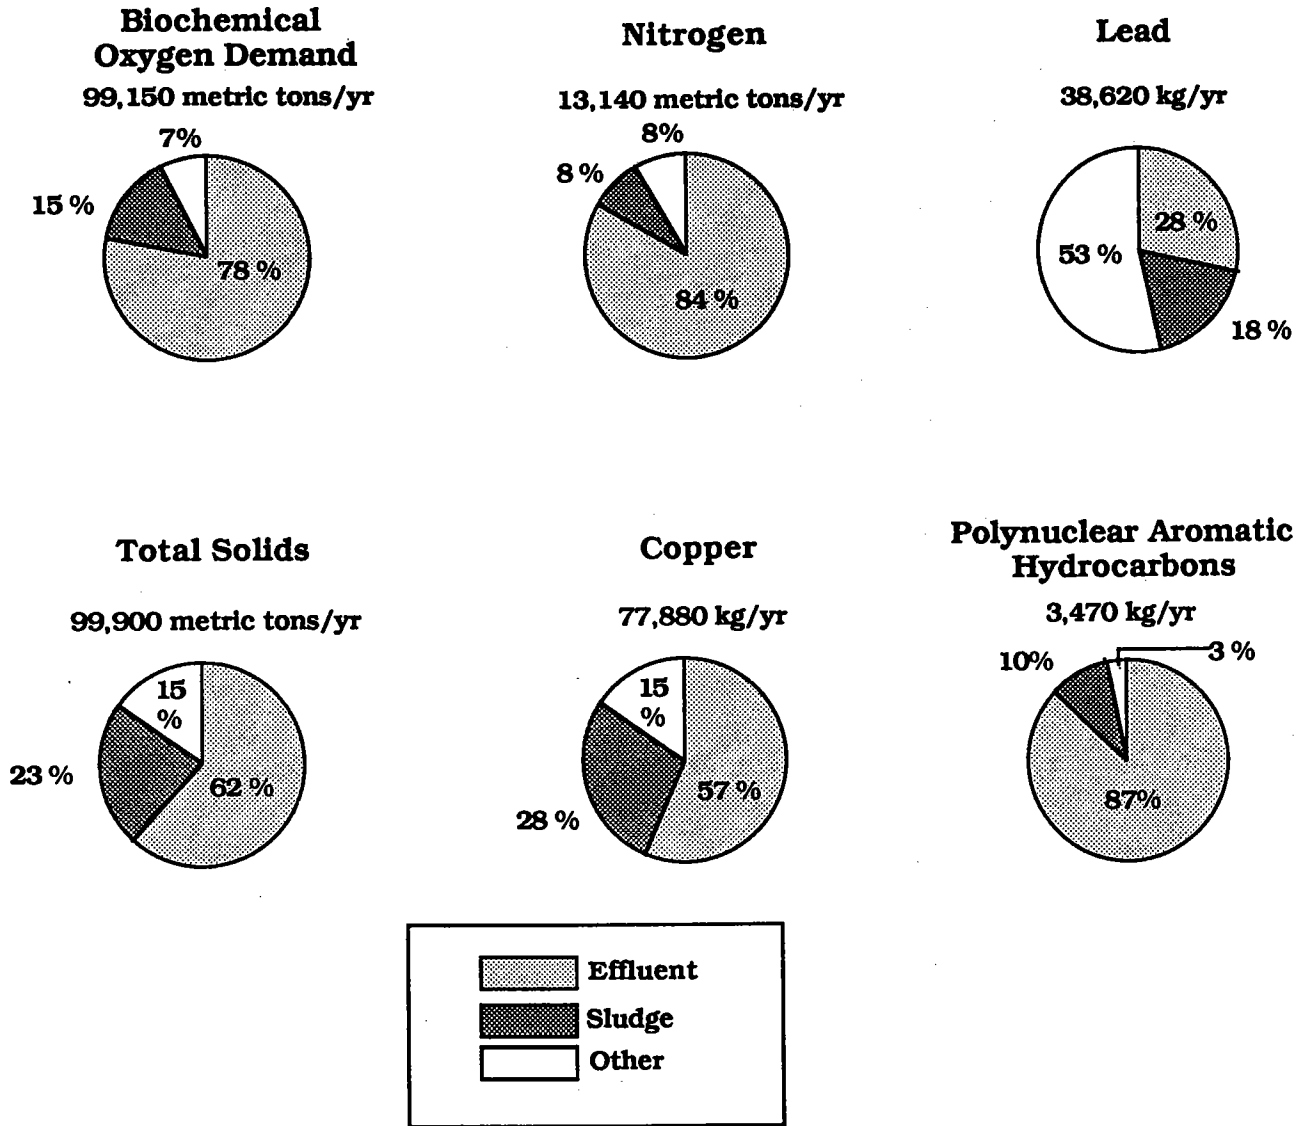 Biochemical
Oxygen Demand
99,150 metric tons/yr
7%
15 %
78 %
Nitrogen
13,140 metric tons/yr
8%
8 %
84 %
Lead
38,620 kg/yr
28 %
53 %
18 %
Total Solids
99,900 metric tons/yr
15
%
23 %
62 %
Copper
77,880 kg/yr
15
%
57 %
28 %
Polynuclear Aromatic
Hydrocarbons
3,470 kg/yr
10%
3 %
87%
Effluent
Sludge
Other